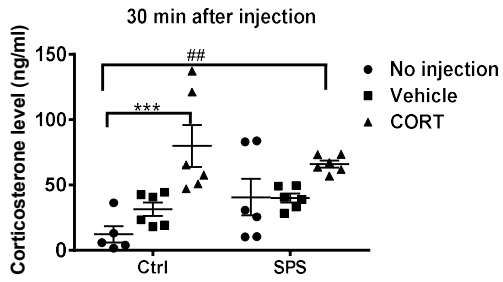 30 min after injection
Corticosterone level (ng/ml)
150
100
50
0
##
***
Ctrl
SPS
No injection
Vehicle
CORT